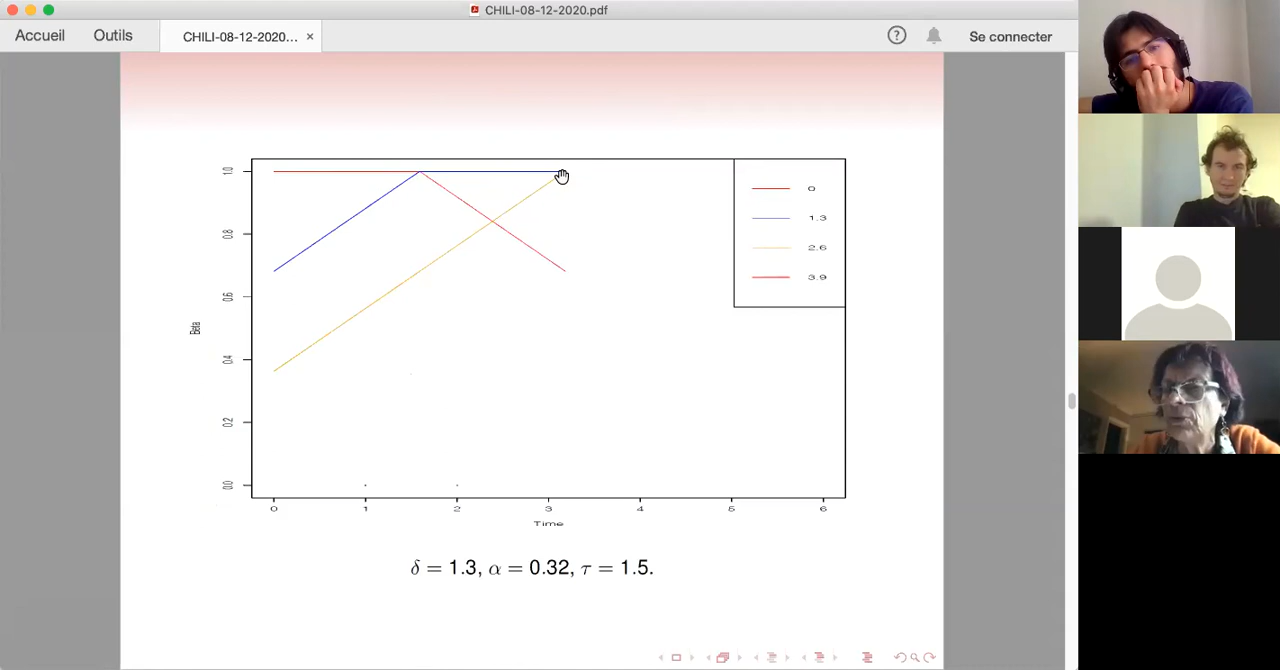 CHILI-08-12-2020.pdf
Accueil
Outils
CHILI-08-12-2020...
×
?
Se connecter
1.0
0.8
0.6
0.4
0.2
0.0
Beta
0
1.3
2.6
3.9
0 1 2 3 4 5 6
Time
δ = 1.3, α = 0.32, τ = 1.5.